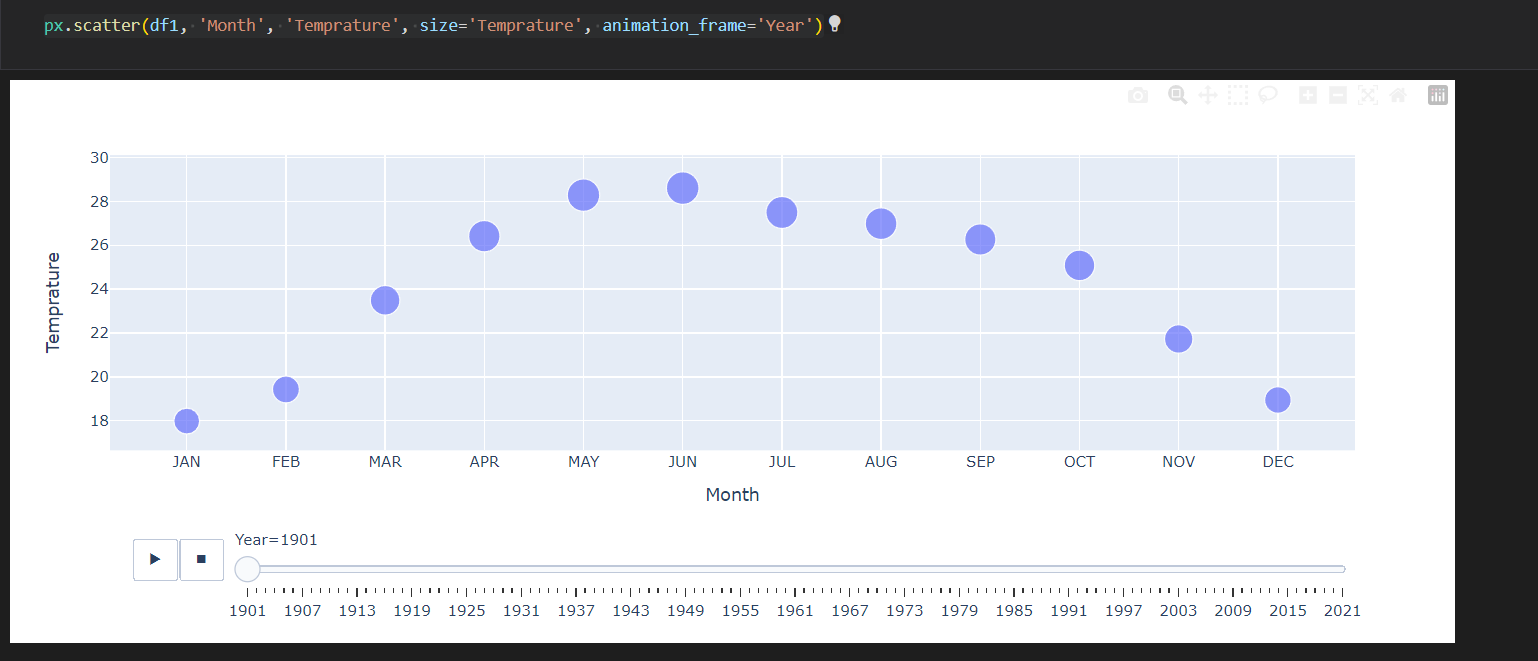 px.scatter(df1, 'Month', 'Temprature', size='Temprature', animation_frame='Year')
30
28
26
24
22
20
18
Temprature
JAN FEB MAR APR MAY JUN JUL AUG SEP OCT NOV DEC
Month
Year=1901
1901 1907 1913 1919 1925 1931 1937 1943 1949 1955 1961 1967 1973 1979 1985 1991 1997 2003 2009 2015 2021